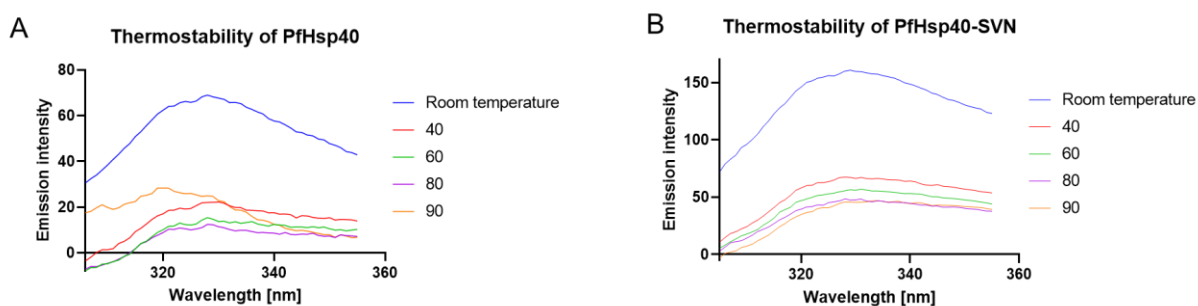 A
Thermostability of PfHsp40
80
60
40
20
0
320
340
360
Emission intensity
Wavelength [nm]
Room temperature
40
60
80
90
B
Thermostability of PfHsp40-SVN
150
100
50
0
320
340
360
Emission intensity
Wavelength [nm]
Room temperature
40
60
80
90